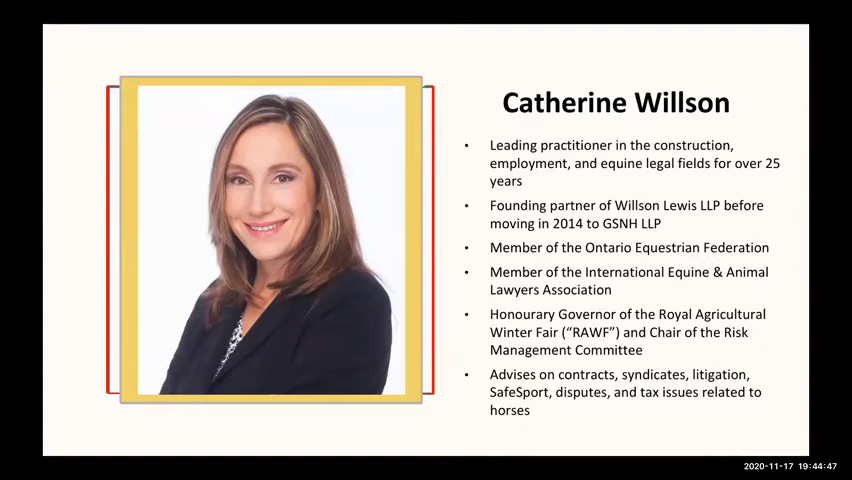 Catherine Willson
• Leading practitioner in the construction,
employment, and equine legal fields for over 25
years
• Founding partner of Willson Lewis LLP before
moving in 2014 to GSNH LLP
• Member of the Ontario Equestrian Federation
• Member of the International Equine & Animal
Lawyers Association
• Honourary Governor of the Royal Agricultural
Winter Fair (“RAWF”) and Chair of the Risk
Management Committee
• Advises on contracts, syndicates, litigation,
SafeSport, disputes, and tax issues related to
horses
2020-11-17 19:44:47